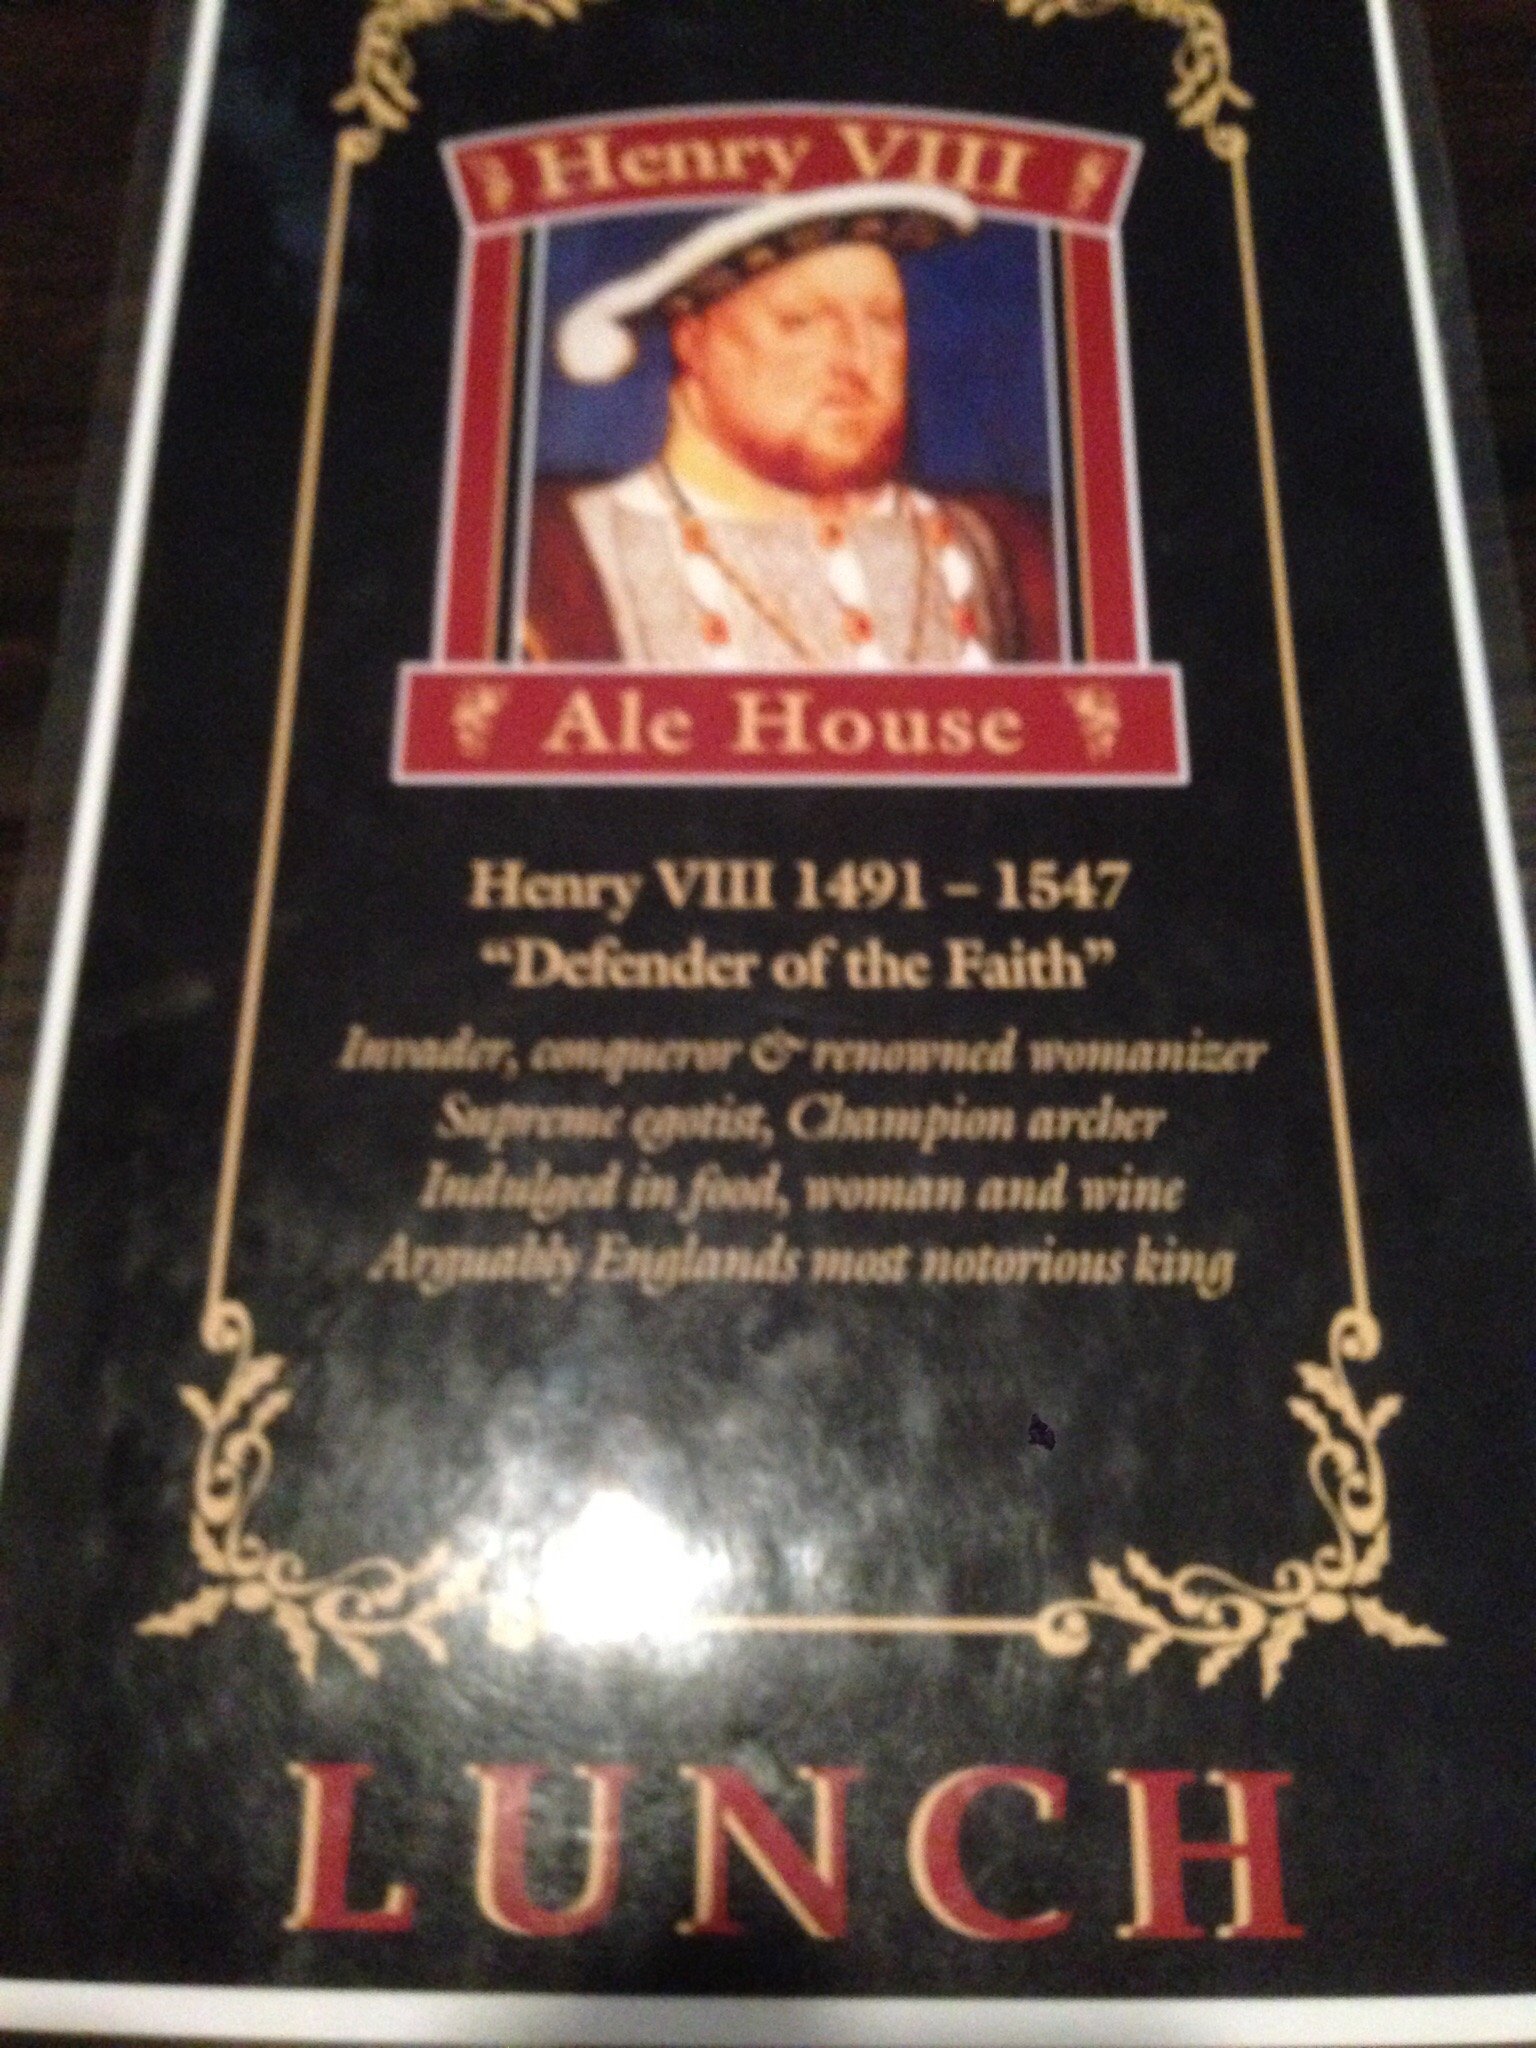 Henry VIII
Ale House
Henry VIII 1491 – 1547
“Defender of the Faith”
Invader, conqueror & renowned womanizer
Supreme egotist, Champion archer
Indulged in food, woman and wine
Arguably Englands most notorious king
LUNCH